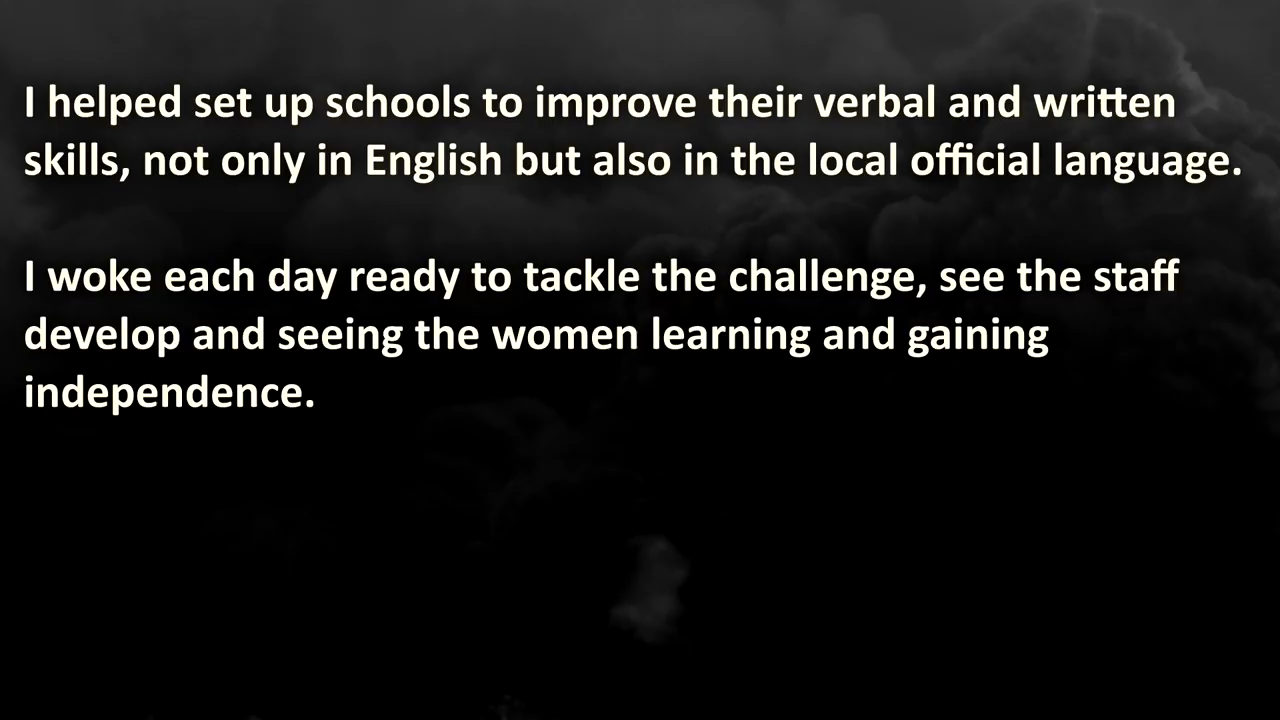 I helped set up schools to improve their verbal and written
skills, not only in English but also in the local official language.
I woke each day ready to tackle the challenge, see the staff
develop and seeing the women learning and gaining
independence.